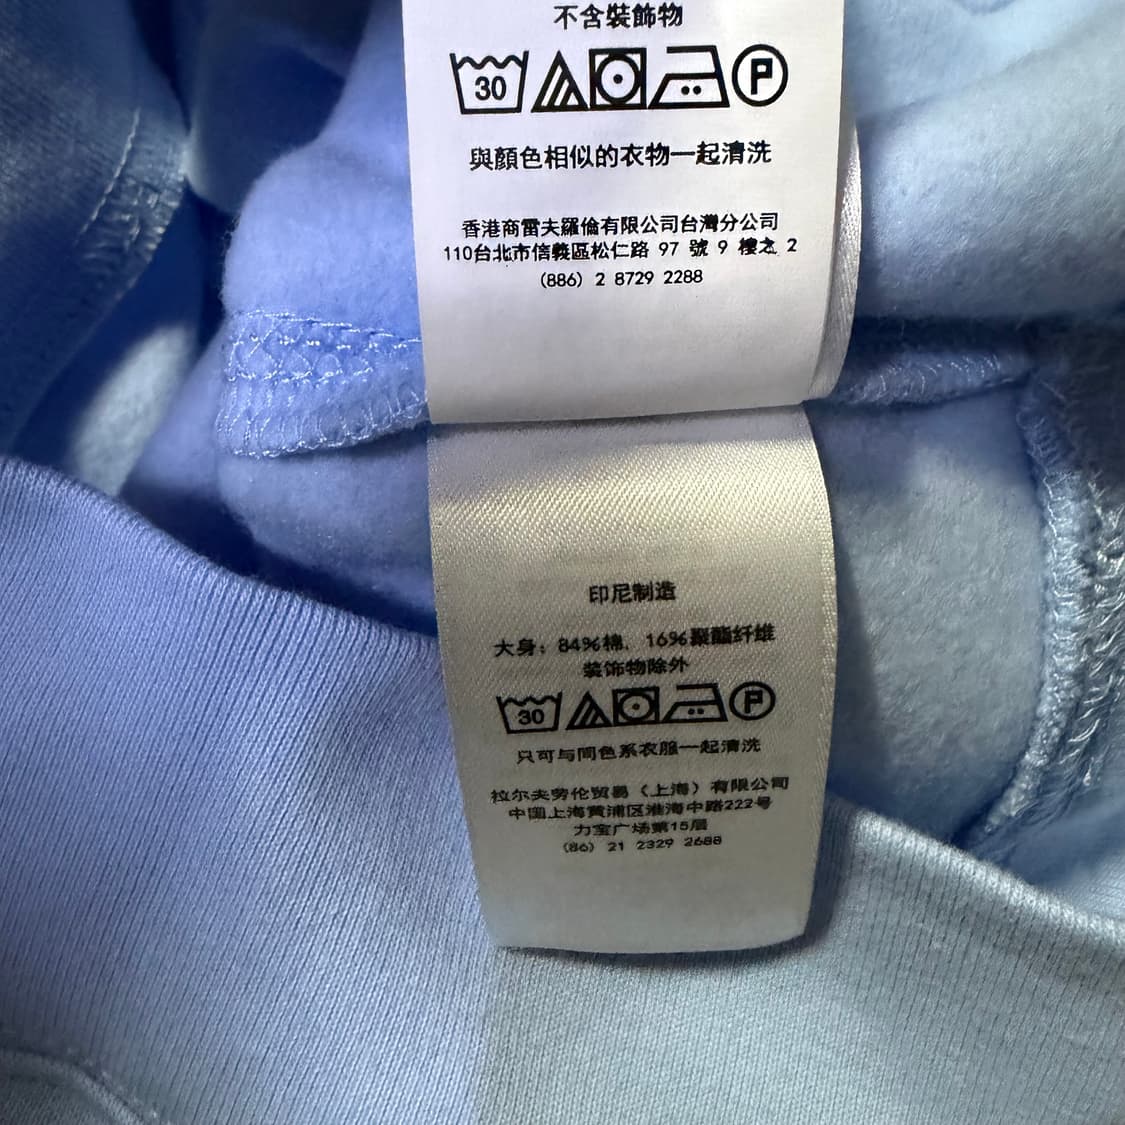 不含裝飾物
30 P
與顏色相似的衣物一起清洗
香港商雷夫羅倫有限公司台灣分公司
110台北市信義區松仁路 97 號 9 樓之 2
(886) 2 8729 2288
印尼制造
大身：84%棉，16%聚酯纤维
装饰物除外
30 P
只可与同色系衣服一起清洗
拉尔夫劳伦贸易（上海）有限公司
中国上海黄浦区淮海中路222号
力宝广场第15层
(86) 21 2329 2688